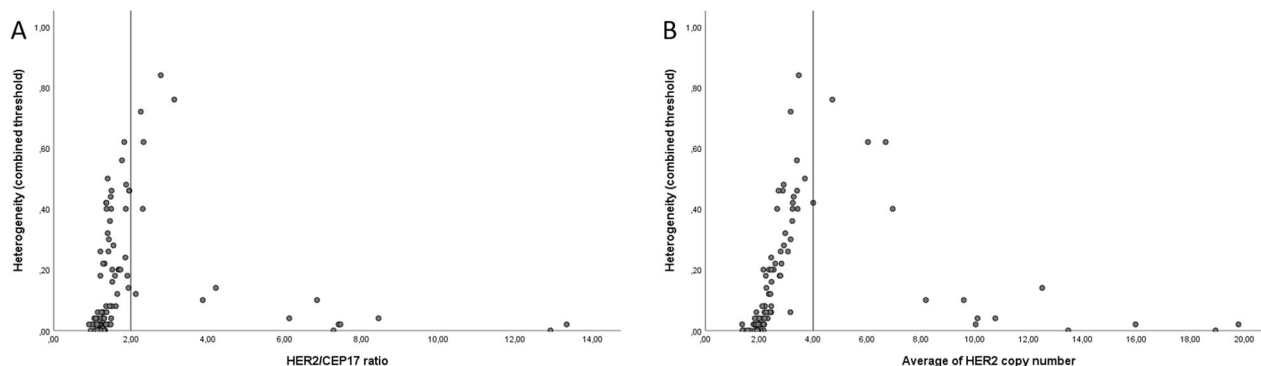 A
Heterogeneity (combined threshold)
1,00
,80
,60
,40
,20
,00
,00 2,00 4,00 6,00 8,00 10,00 12,00 14,00
HER2/CEP17 ratio
B
Heterogeneity (combined threshold)
1,00
,80
,60
,40
,20
,00
,00 2,00 4,00 6,00 8,00 10,00 12,00 14,00 16,00 18,00 20,00
Average of HER2 copy number